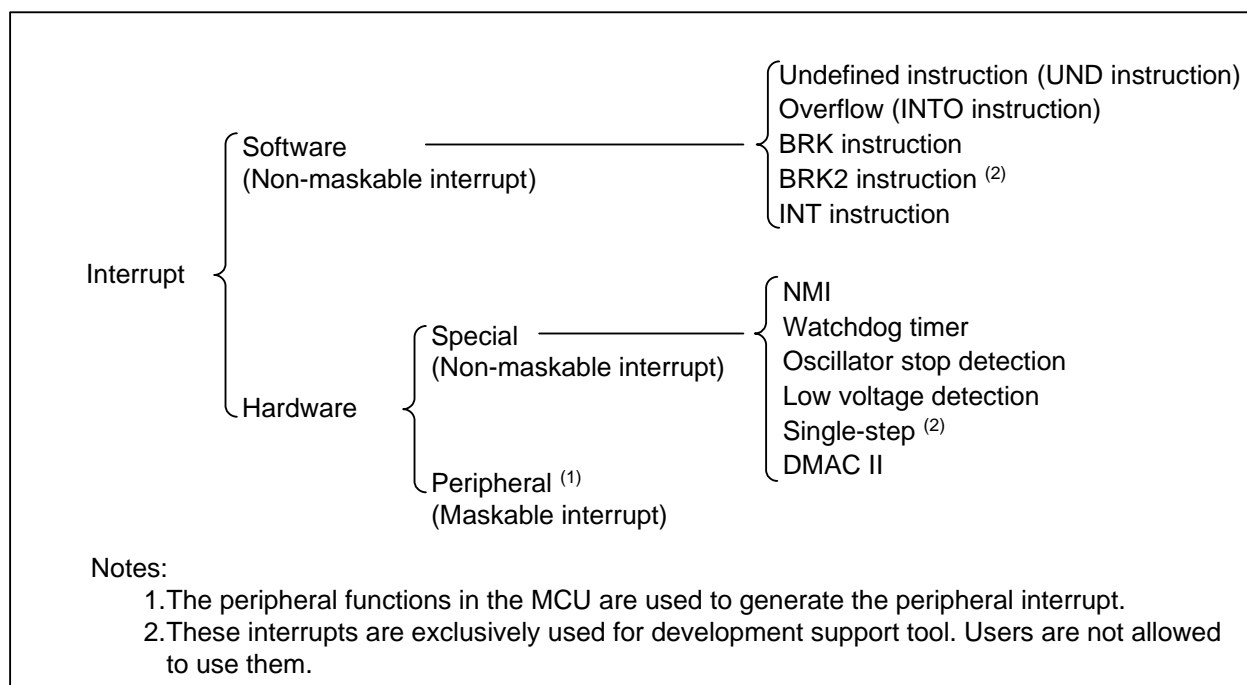 Undefined instruction (UND instruction)
Overflow (INTO instruction)
Software
BRK instruction
(Non-maskable interrupt)
BRK2 instruction (2)
INT instruction
Interrupt
NMI
Special
Watchdog timer
(Non-maskable interrupt)
Oscillator stop detection
Low voltage detection
Hardware
Single-step (2)
DMAC II
Peripheral (1)
(Maskable interrupt)
Notes:
1.The peripheral functions in the MCU are used to generate the peripheral interrupt.
2.These interrupts are exclusively used for development support tool. Users are not allowed
to use them.